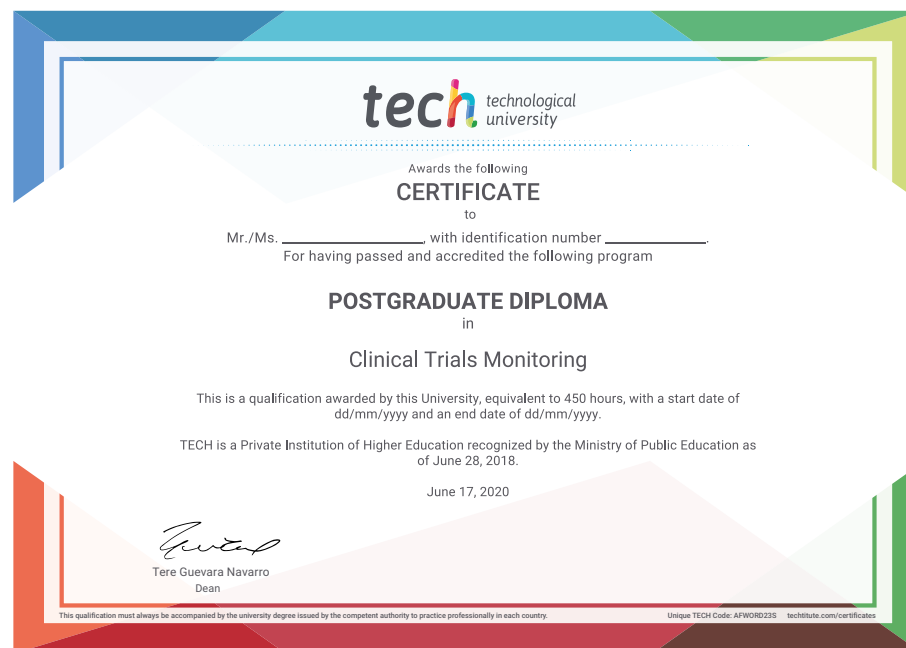 tech technological
university
Awards the following
CERTIFICATE
to
Mr./Ms. ____________________, with identification number ______________.
For having passed and accredited the following program
POSTGRADUATE DIPLOMA
in
Clinical Trials Monitoring
This is a qualification awarded by this University, equivalent to 450 hours, with a start date of
dd/mm/yyyy and an end date of dd/mm/yyyy.
TECH is a Private Institution of Higher Education recognized by the Ministry of Public Education as
of June 28, 2018.
June 17, 2020
Tere Guevara Navarro
Dean
This qualification must always be accompanied by the university degree issued by the competent authority to practice professionally in each country. Unique TECH Code: AFWORD23S techtitute.com/certificates